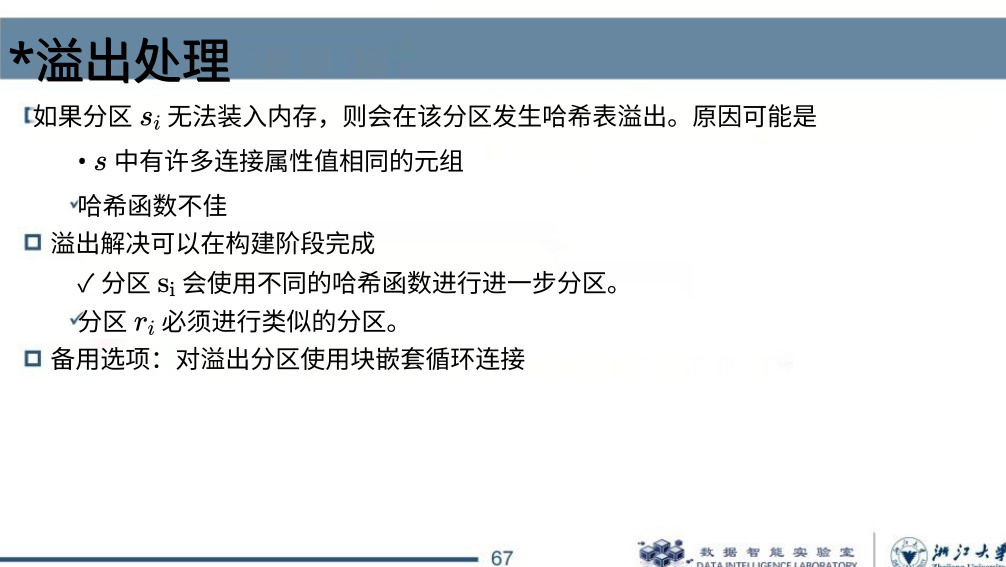 *溢出处理
如果分区 s_i 无法装入内存，则会在该分区发生哈希表溢出。原因可能是
• s 中有许多连接属性值相同的元组
✓哈希函数不佳
溢出解决可以在构建阶段完成
✓ 分区 s_i 会使用不同的哈希函数进行进一步分区。
✓分区 r_i 必须进行类似的分区。
备用选项：对溢出分区使用块嵌套循环连接
67
数据智能实验室
DATA INTELLIGENCE LABORATORY
浙江大学
Zhejiang University